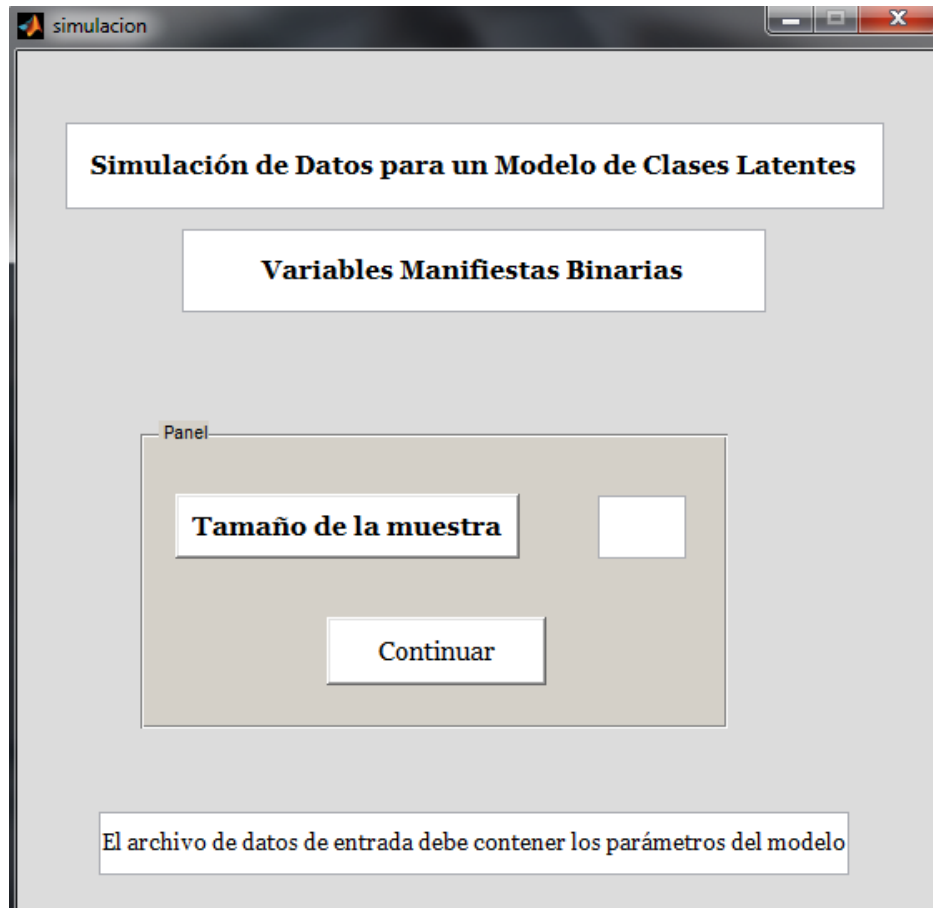 simulacion
Simulación de Datos para un Modelo de Clases Latentes
Variables Manifiestas Binarias
Panel
Tamaño de la muestra
Continuar
El archivo de datos de entrada debe contener los parámetros del modelo